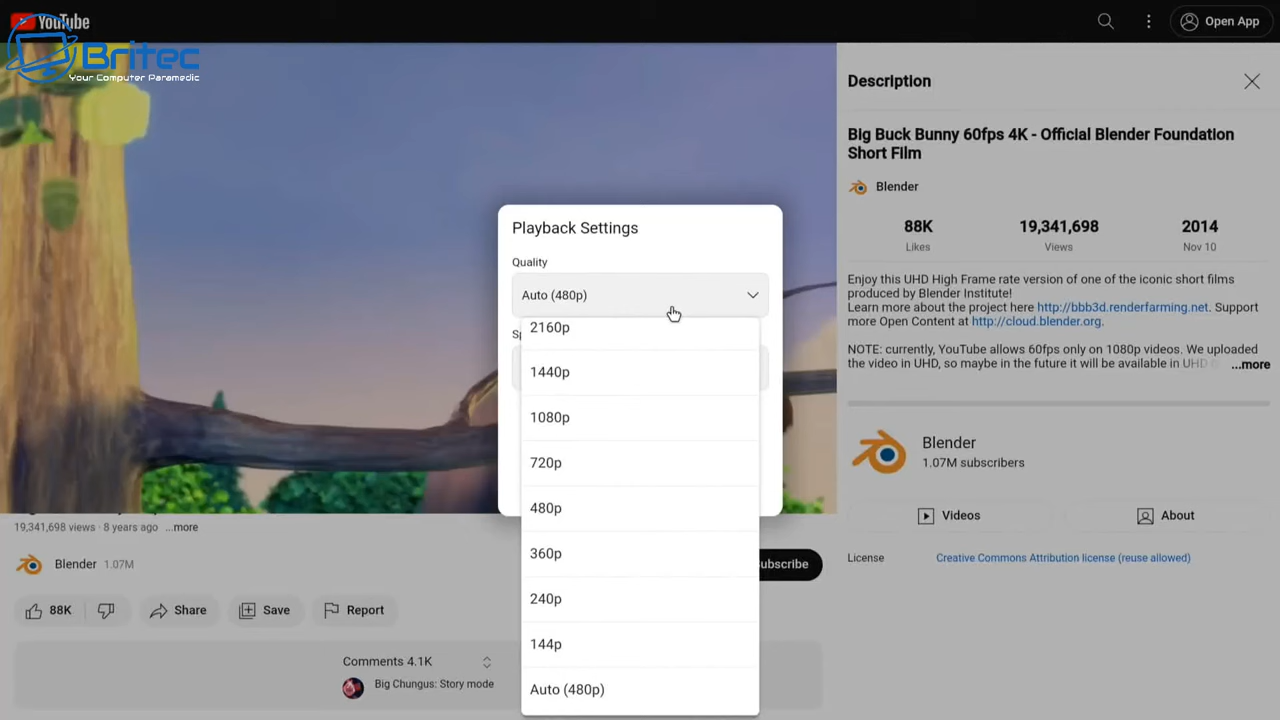 YouTube
Open App
Britec
Your Computer Paramedic
Description
Big Buck Bunny 60fps 4K - Official Blender Foundation
Short Film
Blender
88K
19,341,698
2014
Likes
Views
Nov 10
Enjoy this UHD High Frame rate version of one of the iconic short films
produced by Blender Institute!
Learn more about the project here http://bbb3d.renderfarming.net. Support
more Open Content at http://cloud.blender.org.
NOTE: currently, YouTube allows 60fps only on 1080p videos. We uploaded
the video in UHD, so maybe in the future it will be available in UHD
...more
Blender
1.07M subscribers
Videos
About
License
Creative Commons Attribution license (reuse allowed)
Playback Settings
Quality
Auto (480p)
Sp
2160p
1440p
1080p
720p
480p
360p
240p
144p
Auto (480p)
19,341,698 views · 8 years ago ...more
Blender 1.07M
ubscribe
88K
Share
Save
Report
Comments 4.1K
Big Chungus: Story mode